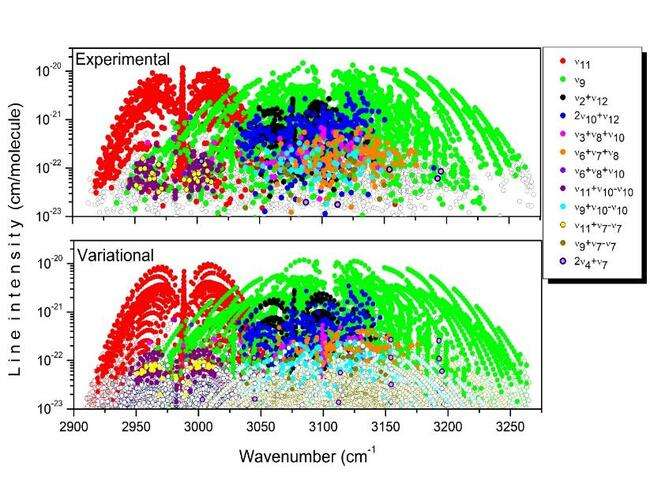 Experimental
10⁻²⁰
10⁻²¹
10⁻²²
10⁻²³
Variational
10⁻²⁰
10⁻²¹
10⁻²²
10⁻²³
Line intensity (cm/molecule)
2900 2950 3000 3050 3100 3150 3200 3250
Wavenumber (cm⁻¹
ν₁₁
ν₉
ν₂+ν₁₂
2ν₁₀+ν₁₂
ν₃+ν₈+ν₁₀
ν₆+ν₇+ν₈
ν₆+ν₈+ν₁₀
ν₁₁+ν₁₀-ν₁₀
ν₉+ν₁₀-ν₁₀
ν₁₁+ν₇-ν₇
ν₉+ν₇-ν₇
2ν₄+ν₇